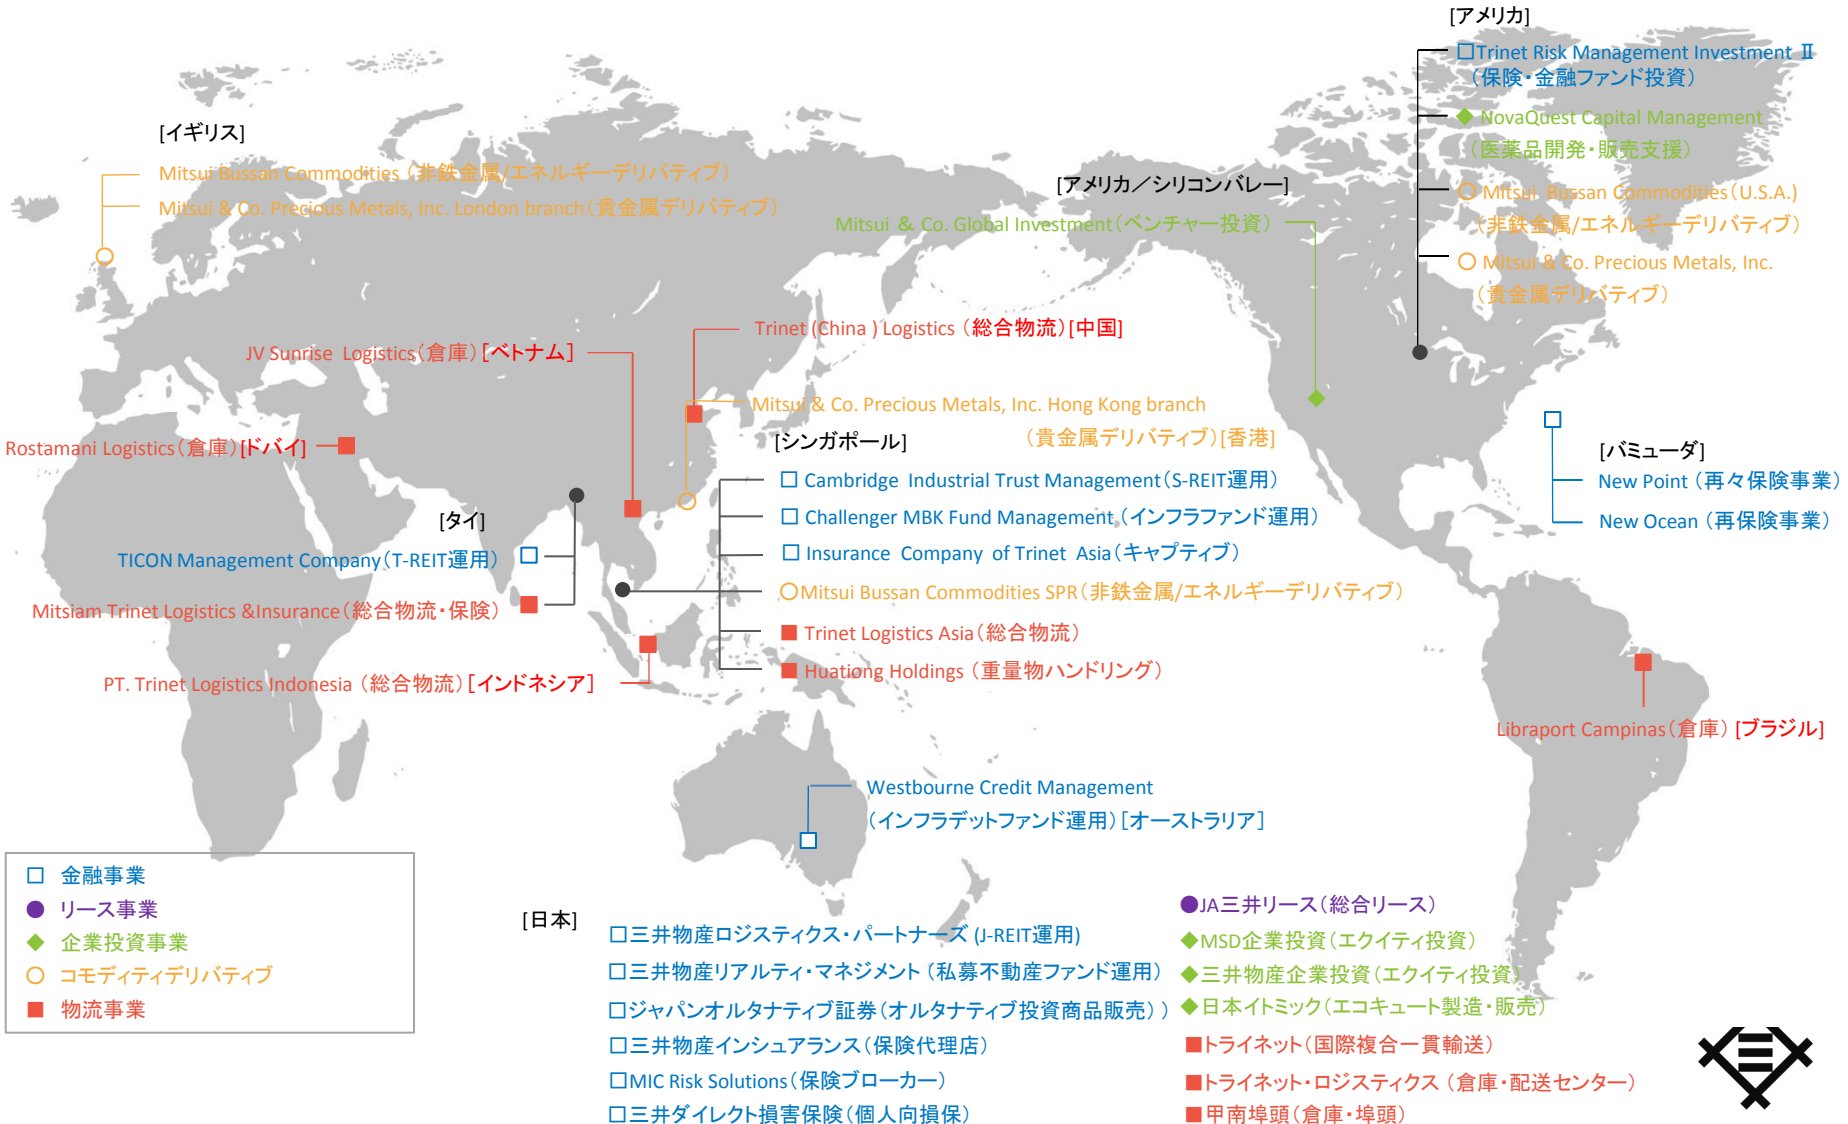 [アメリカ]
□Trinet Risk Management Investment Ⅱ
（保険・金融ファンド投資）
◆ NovaQuest Capital Management
（医薬品開発・販売支援）
○ Mitsui Bussan Commodities（U.S.A.）
（非鉄金属/エネルギーデリバティブ）
○ Mitsui & Co. Precious Metals, Inc.
（貴金属デリバティブ）
[イギリス]
Mitsui Bussan Commodities（非鉄金属/エネルギーデリバティブ）
Mitsui & Co. Precious Metals, Inc. London branch（貴金属デリバティブ）
[アメリカ／シリコンバレー]
Mitsui & Co. Global Investment（ベンチャー投資）
Trinet (China ) Logistics （総合物流）[中国]
JV Sunrise Logistics（倉庫）[ベトナム]
Mitsui & Co. Precious Metals, Inc. Hong Kong branch
（貴金属デリバティブ）[香港]
Rostamani Logistics（倉庫）[ドバイ]
[シンガポール]
□ Cambridge Industrial Trust Management（S-REIT運用）
□ Challenger MBK Fund Management （インフラファンド運用）
□ Insurance Company of Trinet Asia（キャプティブ）
○Mitsui Bussan Commodities SPR（非鉄金属/エネルギーデリバティブ）
■ Trinet Logistics Asia（総合物流）
■ Huationg Holdings （重量物ハンドリング）
[バミューダ]
New Point （再々保険事業）
New Ocean （再保険事業）
[タイ]
TICON Management Company（T-REIT運用）
Mitsiam Trinet Logistics &Insurance（総合物流・保険）
PT. Trinet Logistics Indonesia （総合物流）[インドネシア]
Libraport Campinas（倉庫） [ブラジル]
Westbourne Credit Management
（インフラデットファンド運用）[オーストラリア]
□ 金融事業
● リース事業
◆ 企業投資事業
○ コモディティデリバティブ
■ 物流事業
[日本]
□三井物産ロジスティクス・パートナーズ (J-REIT運用)
□三井物産リアルティ・マネジメント （私募不動産ファンド運用）
□ジャパンオルタナティブ証券（オルタナティブ投資商品販売））
□三井物産インシュアランス（保険代理店）
□MIC Risk Solutions（保険ブローカー）
□三井ダイレクト損害保険（個人向損保）
●JA三井リース（総合リース）
◆MSD企業投資（エクイティ投資）
◆三井物産企業投資（エクイティ投資）
◆日本イトミック（エコキュート製造・販売）
■トライネット（国際複合一貫輸送）
■トライネット・ロジスティクス （倉庫・配送センター）
■甲南埠頭（倉庫・埠頭）